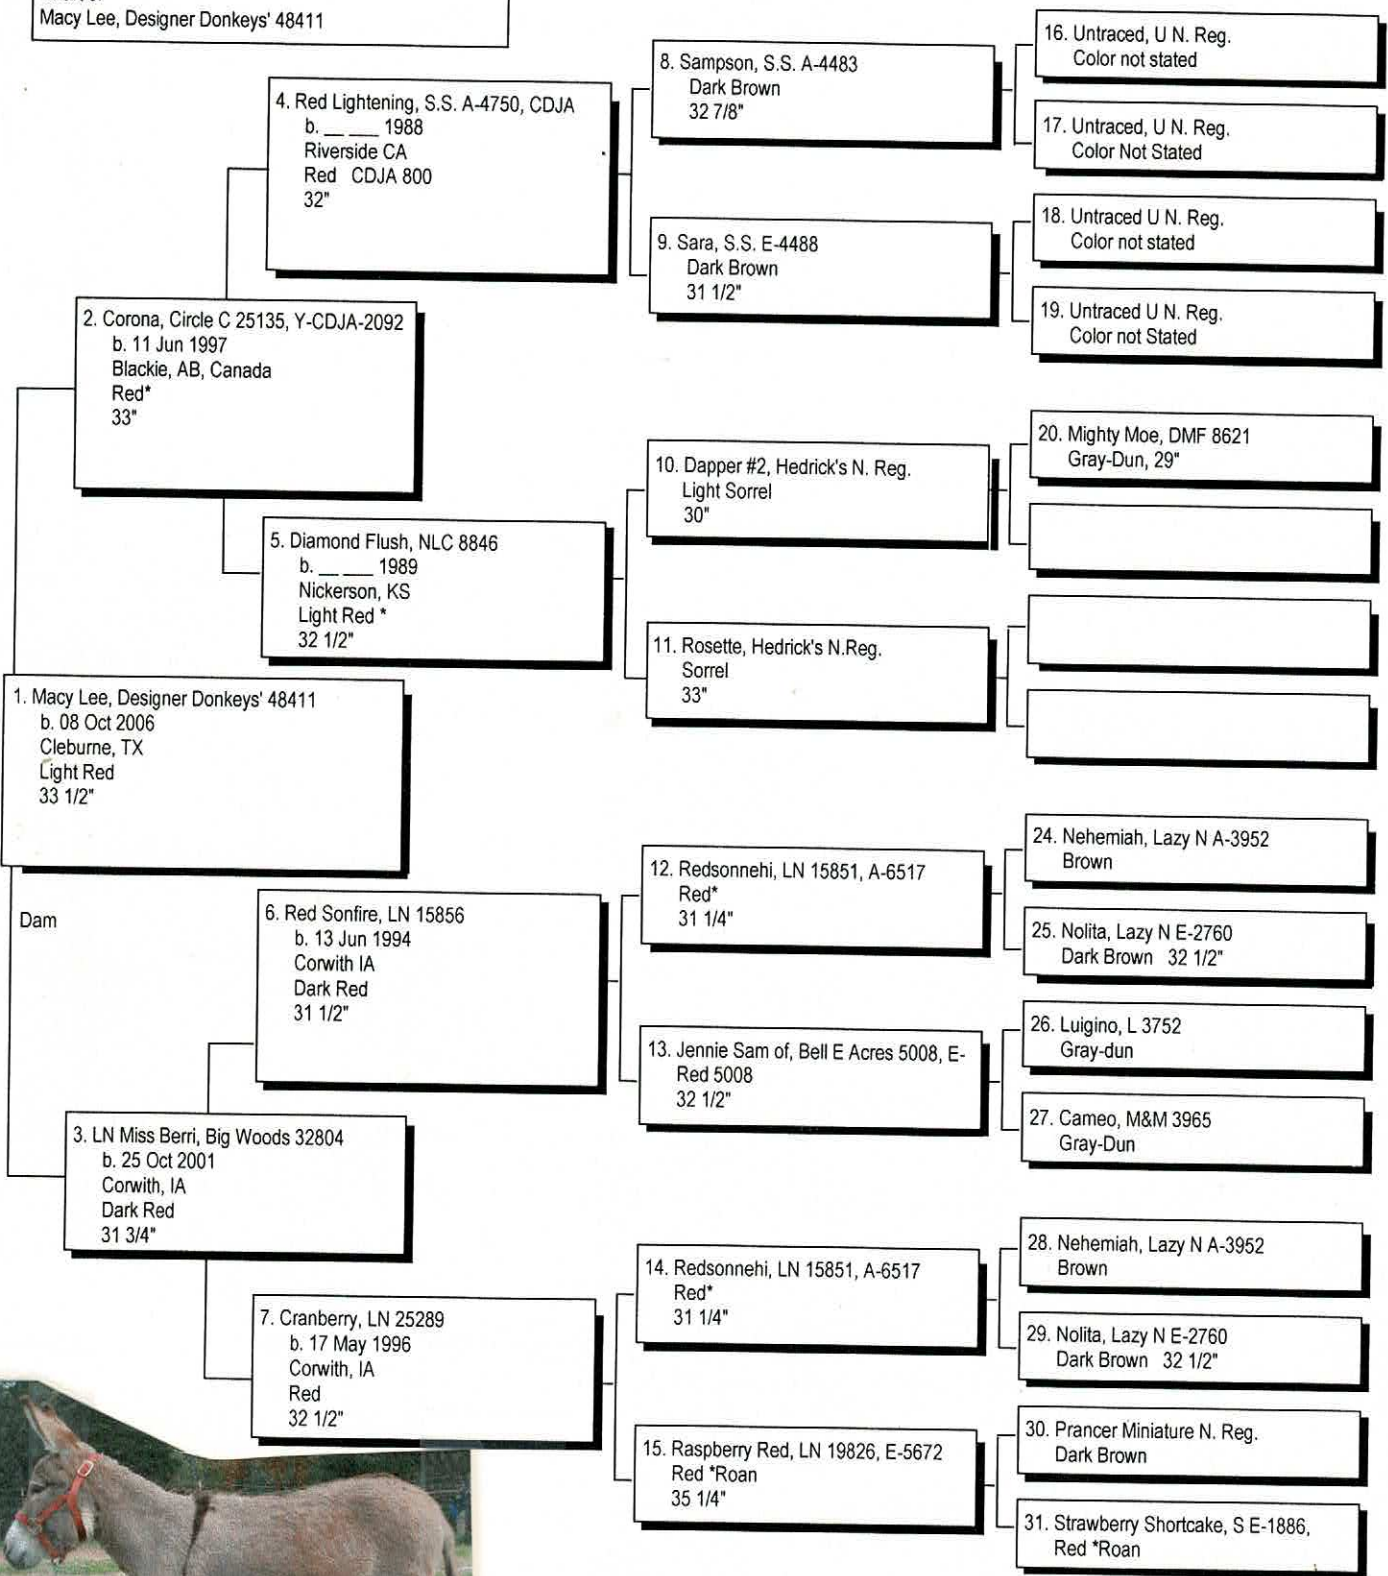 Macy Lee, Designer Donkeys' 48411
1. Macy Lee, Designer Donkeys' 48411
b. 08 Oct 2006
Cleburne, TX
Light Red
33 1/2"
Dam
2. Corona, Circle C 25135, Y-CDJA-2092
b. 11 Jun 1997
Blackie, AB, Canada
Red*
33"
3. LN Miss Berri, Big Woods 32804
b. 25 Oct 2001
Corwith, IA
Dark Red
31 3/4"
4. Red Lightening, S.S. A-4750, CDJA
b. __ ___ 1988
Riverside CA
Red CDJA 800
32"
5. Diamond Flush, NLC 8846
b. __ ___ 1989
Nickerson, KS
Light Red *
32 1/2"
6. Red Sonfire, LN 15856
b. 13 Jun 1994
Corwith IA
Dark Red
31 1/2"
7. Cranberry, LN 25289
b. 17 May 1996
Corwith, IA
Red
32 1/2"
8. Sampson, S.S. A-4483
Dark Brown
32 7/8"
9. Sara, S.S. E-4488
Dark Brown
31 1/2"
10. Dapper #2, Hedrick's N. Reg.
Light Sorrel
30"
11. Rosette, Hedrick's N.Reg.
Sorrel
33"
12. Redsonnehi, LN 15851, A-6517
Red*
31 1/4"
13. Jennie Sam of, Bell E Acres 5008, E-
Red 5008
32 1/2"
14. Redsonnehi, LN 15851, A-6517
Red*
31 1/4"
15. Raspberry Red, LN 19826, E-5672
Red *Roan
35 1/4"
16. Untraced, U N. Reg.
Color not stated
17. Untraced, U N. Reg.
Color Not Stated
18. Untraced U N. Reg.
Color not stated
19. Untraced U N. Reg.
Color not Stated
20. Mighty Moe, DMF 8621
Gray-Dun, 29"
24. Nehemiah, Lazy N A-3952
Brown
25. Nolita, Lazy N E-2760
Dark Brown 32 1/2"
26. Luigino, L 3752
Gray-dun
27. Cameo, M&M 3965
Gray-Dun
28. Nehemiah, Lazy N A-3952
Brown
29. Nolita, Lazy N E-2760
Dark Brown 32 1/2"
30. Prancer Miniature N. Reg.
Dark Brown
31. Strawberry Shortcake, S E-1886,
Red *Roan